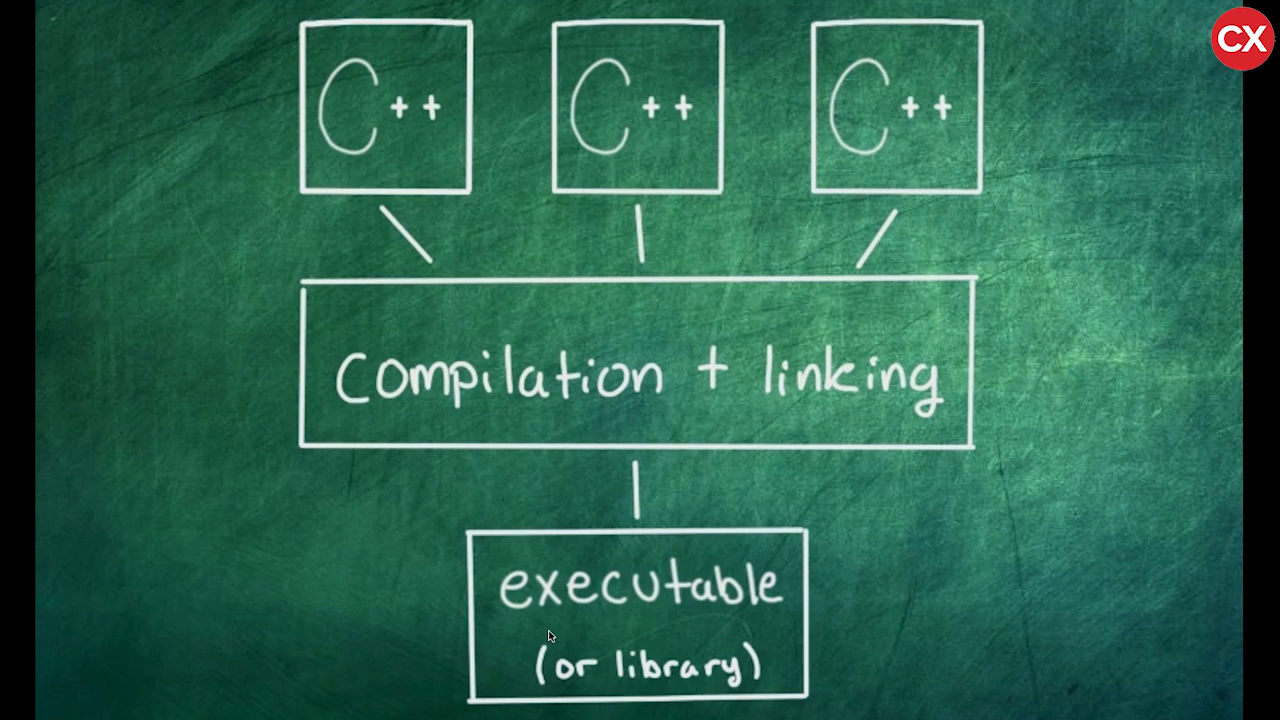 CX
C++
C++
C++
Compilation + linking
executable
(or library)